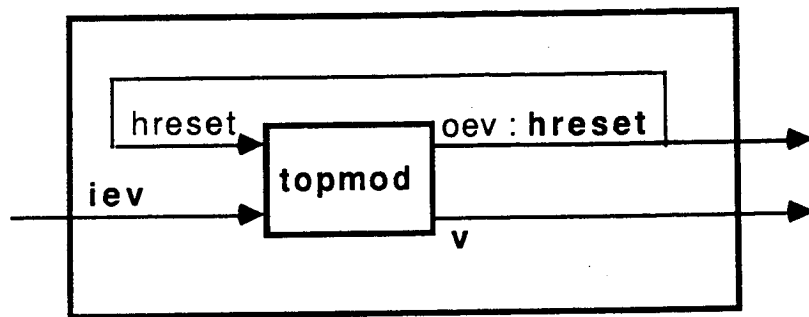 hreset
oev : hreset
topmod
iev
v